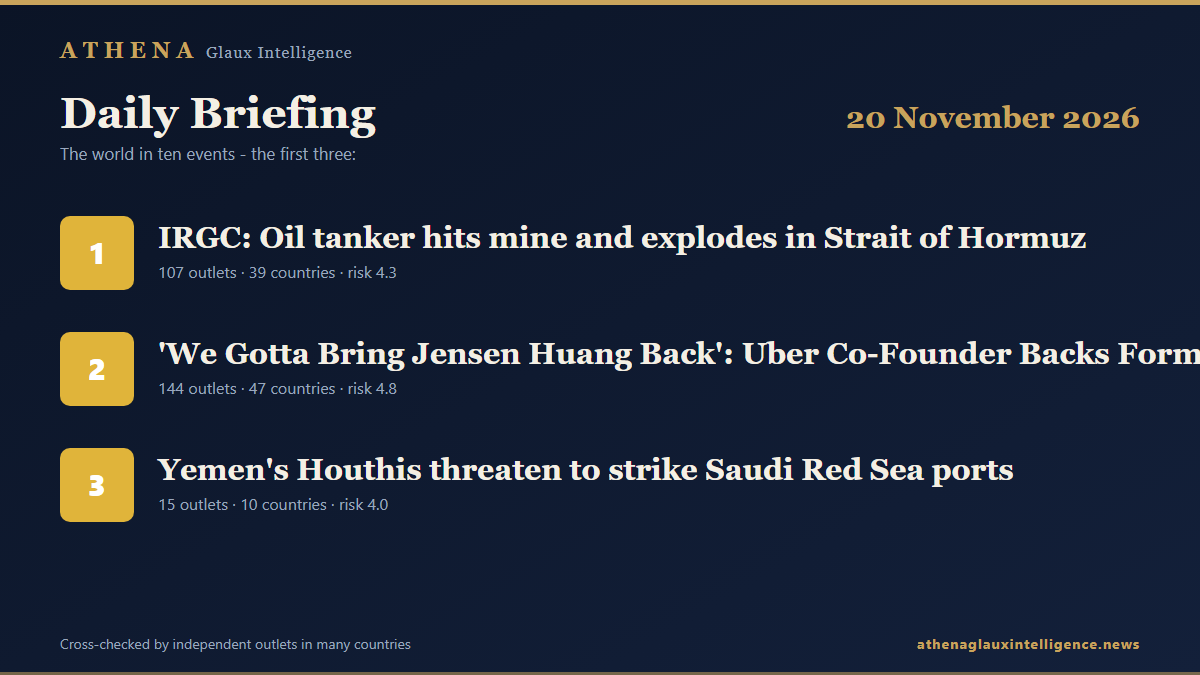 ATHENA Glaux Intelligence
Daily Briefing
20 November 2026
The world in ten events - the first three:
1
IRGC: Oil tanker hits mine and explodes in Strait of Hormuz
107 outlets · 39 countries · risk 4.3
2
'We Gotta Bring Jensen Huang Back': Uber Co-Founder Backs Form
144 outlets · 47 countries · risk 4.8
3
Yemen's Houthis threaten to strike Saudi Red Sea ports
15 outlets · 10 countries · risk 4.0
Cross-checked by independent outlets in many countries
athenaglauxintelligence.news